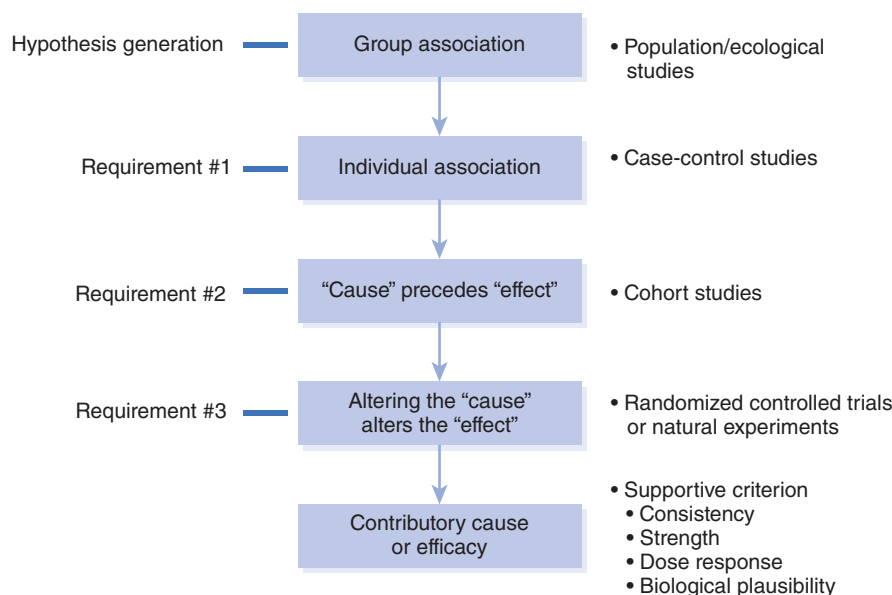 Hypothesis generation
Group association
• Population/ecological
studies
Requirement #1
Individual association
• Case-control studies
Requirement #2
“Cause” precedes “effect”
• Cohort studies
Requirement #3
Altering the “cause”
alters the “effect”
• Randomized controlled trials
or natural experiments
Contributory cause
or efficacy
• Supportive criterion
• Consistency
• Strength
• Dose response
• Biological plausibility